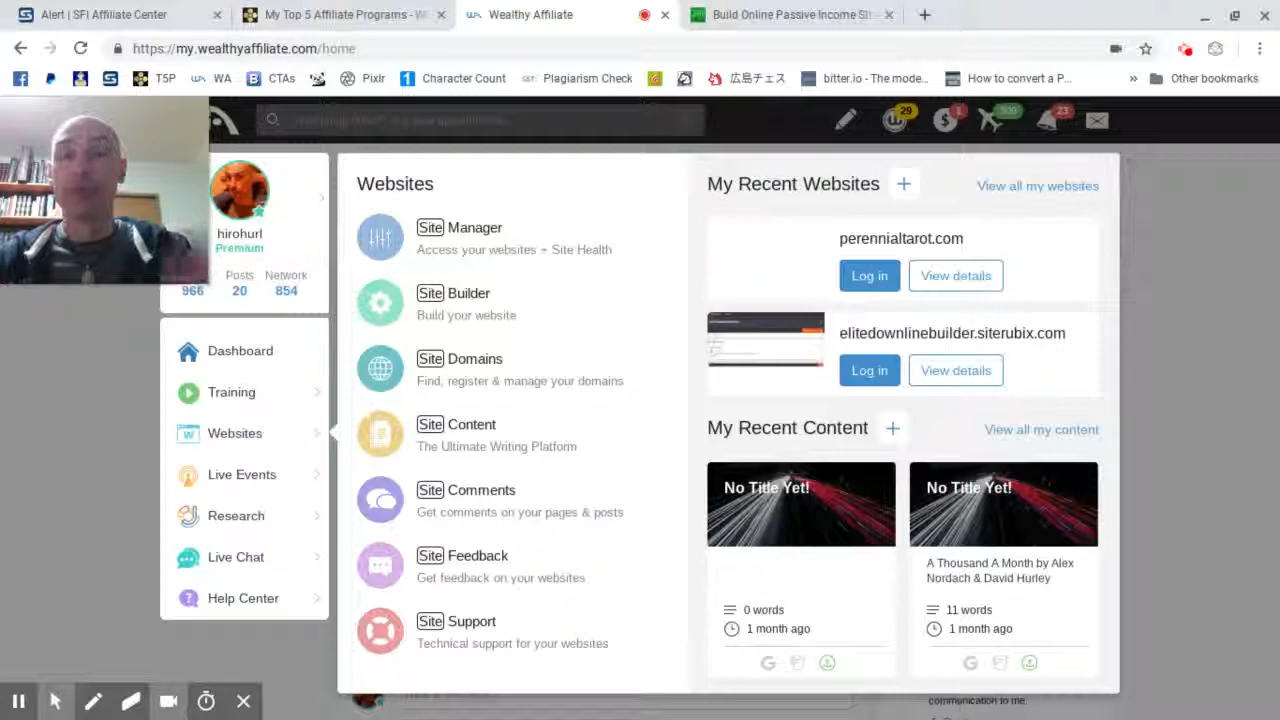 SFI Alert | SFI Affiliate Center
My Top 5 Affiliate Programs - W
Wealthy Affiliate
Build Online Passive Income Sit
https://my.wealthyaffiliate.com/home
T5P
WA
CTAs
Pixlr
Character Count
Plagiarism Check
広島チェス
bitter.io - The mode...
How to convert a P...
»
Other bookmarks
29
1
23
hirohurl
Premium
Posts
Network
966
20
854
Dashboard
Training
Websites
Live Events
Research
Live Chat
Help Center
Websites
Site Manager
Access your websites + Site Health
Site Builder
Build your website
Site Domains
Find, register & manage your domains
Site Content
The Ultimate Writing Platform
Site Comments
Get comments on your pages & posts
Site Feedback
Get feedback on your websites
Site Support
Technical support for your websites
My Recent Websites
View all my websites
perennialtarot.com
Log in
View details
elitedownlinebuilder.siterubix.com
Log in
View details
My Recent Content
View all my content
No Title Yet!
0 words
1 month ago
No Title Yet!
A Thousand A Month by Alex
Nordach & David Hurley
11 words
1 month ago
communication to me.